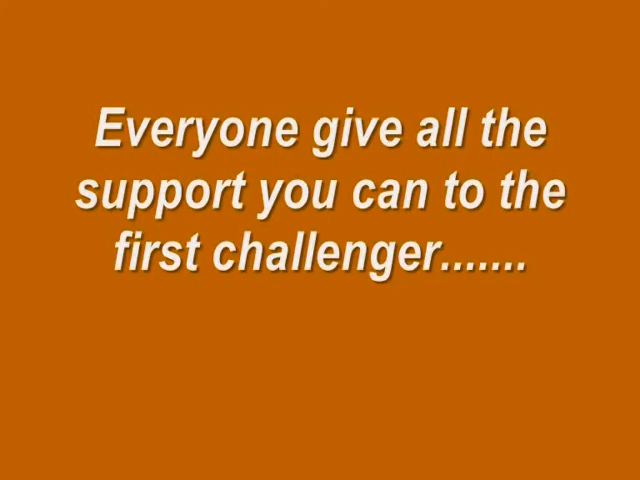 Everyone give all the
support you can to the
first challenger.......